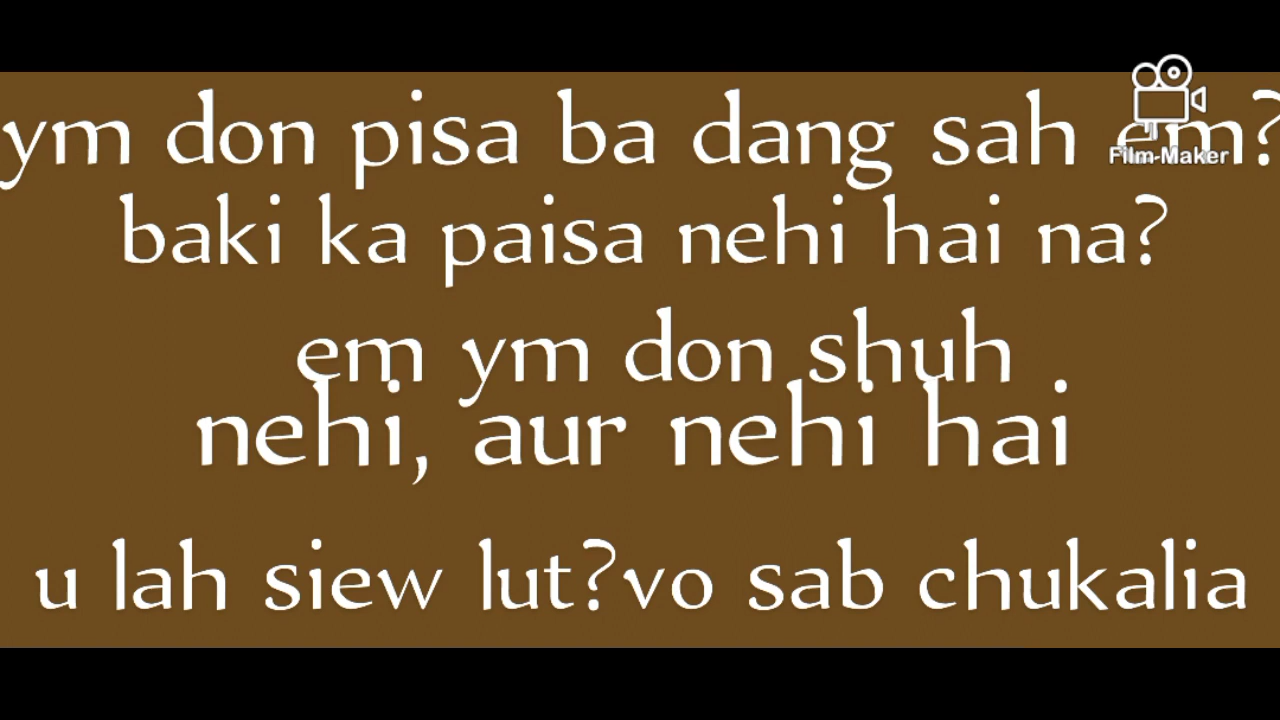 ym don pisa ba dang sah em?
baki ka paisa nehi hai na?
em ym don shuh
nehi, aur nehi hai
u lah siew lut?vo sab chukalia
Film-Maker